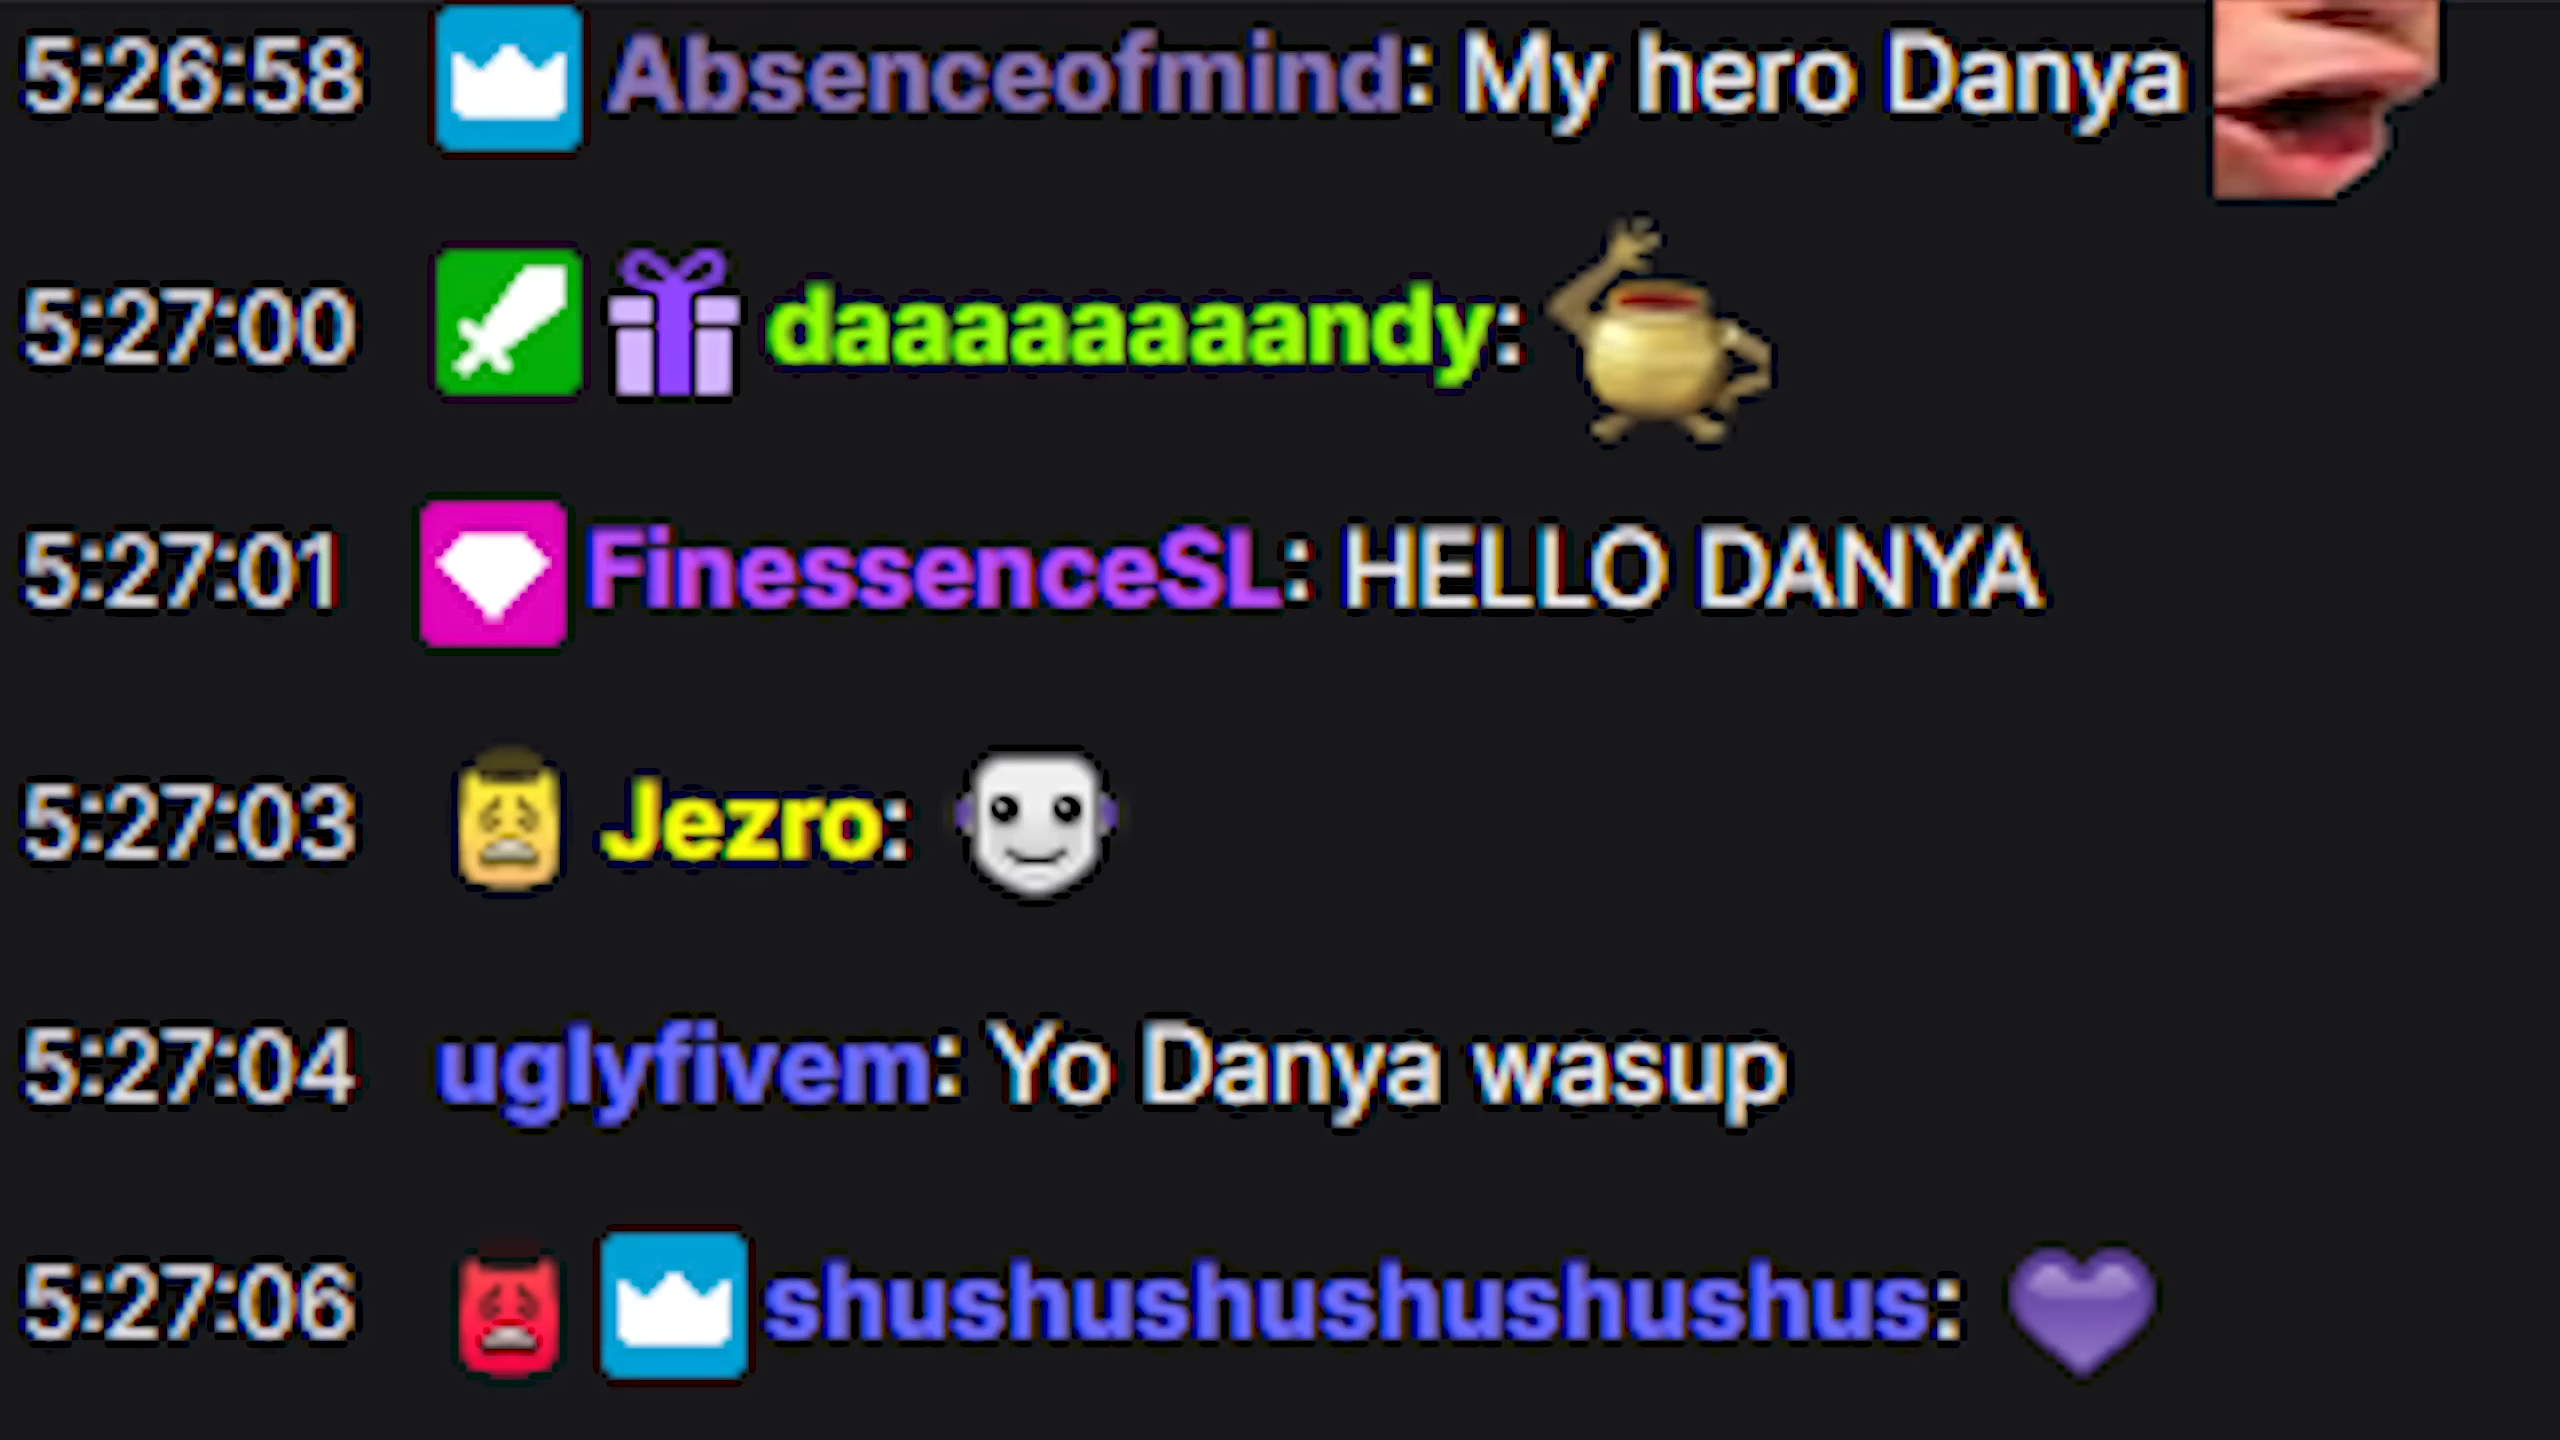 5:26:58 Absenceofmind: My hero Danya
5:27:00 daaaaaaaaandy:
5:27:01 FinessenceSL: HELLO DANYA
5:27:03 Jezro:
5:27:04 uglyfivem: Yo Danya wasup
5:27:06 shushushushushushus: